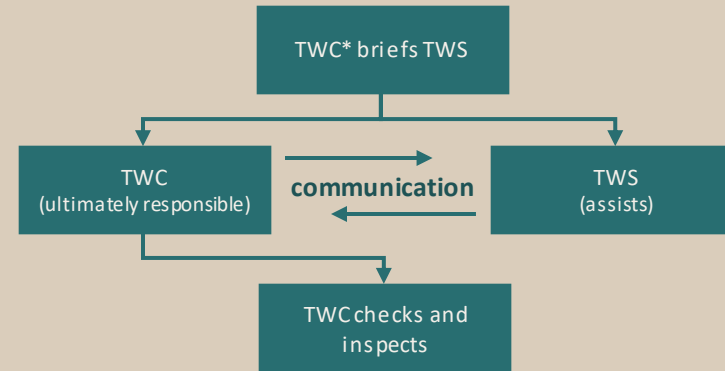 TWC* briefs TWS
TWC
(ultimately responsible)
communication
TWS
(assists)
TWC checks and
inspects